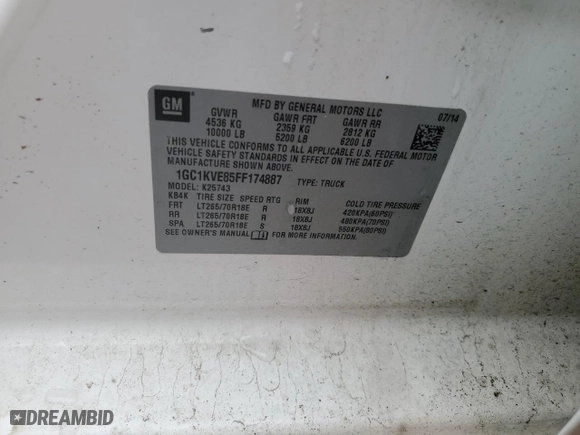 GM
MFD BY GENERAL MOTORS LLC 07/14
GVWR GAWR FRT GAWR RR
4536 KG 2359 KG 2812 KG
10000 LB 5200 LB 6200 LB
THIS VEHICLE CONFORMS TO ALL APPLICABLE U.S. FEDERAL MOTOR
VEHICLE SAFETY STANDARDS IN EFFECT ON THE DATE OF
MANUFACTURE SHOWN ABOVE.
1GC1KVE85FF174887 TYPE: TRUCK
MODEL: K25743
KB4K TIRE SIZE SPEED RTG RIM COLD TIRE PRESSURE
FRT LT265/70R18E R 18X8J 420KPA(60PSI)
RR LT265/70R18E R 18X8J 480KPA(70PSI)
SPA LT265/70R18E S 18X8J 550KPA(80PSI)
SEE OWNER'S MANUAL FOR MORE INFORMATION.
DREAMBID